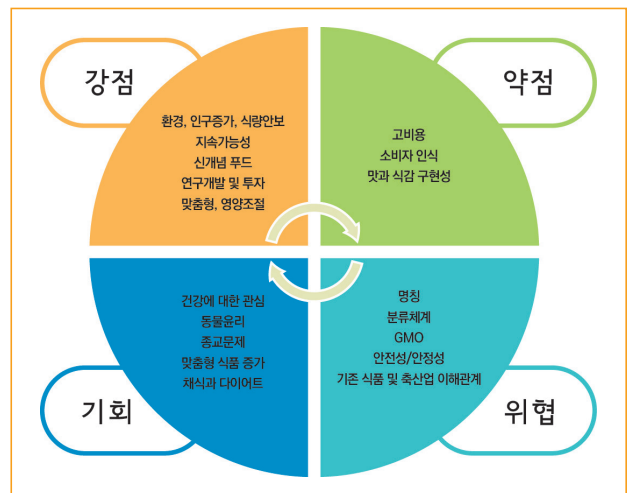 강점
환경, 인구증가, 식량안보
지속가능성
신개념 푸드
연구개발 및 투자
맞춤형, 영양조절
약점
고비용
소비자 인식
맛과 식감 구현성
기회
건강에 대한 관심
동물윤리
종교문제
맞춤형 식품 증가
채식과 다이어트
위협
명칭
분류체계
GMO
안전성/안정성
기존 식품 및 축산업 이해관계